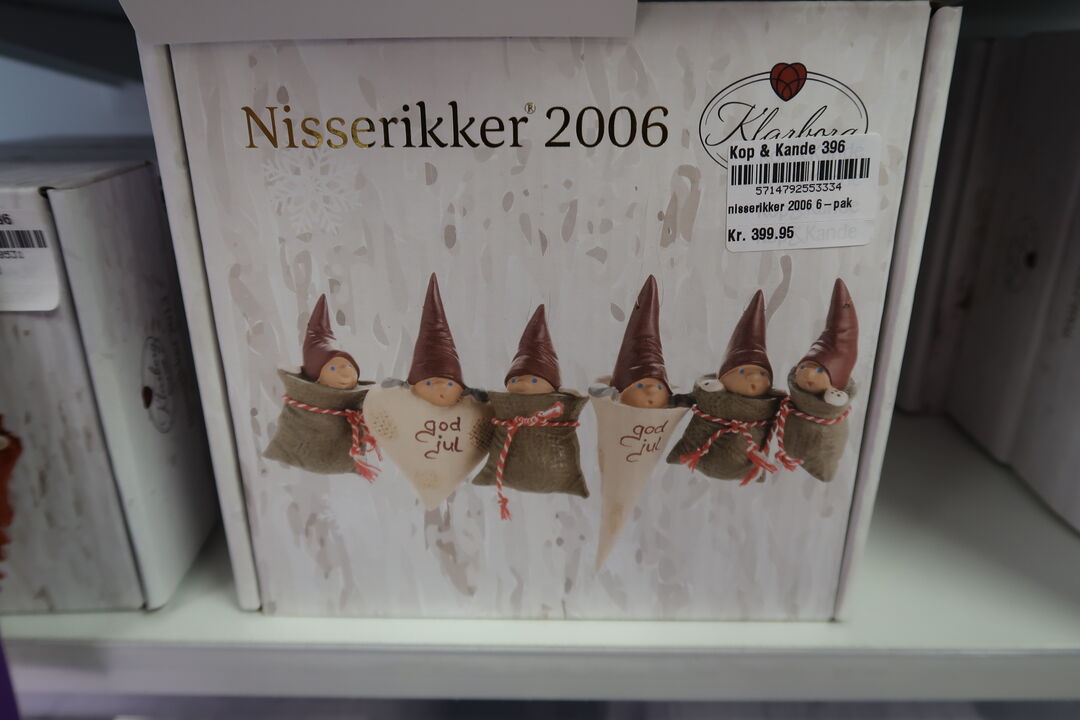 Nisserikker® 2006
Klarborg
Kop & Kande 396
5714792553334
nisserikker 2006 6-pak
Kr. 399.95
god
jul
god
jul